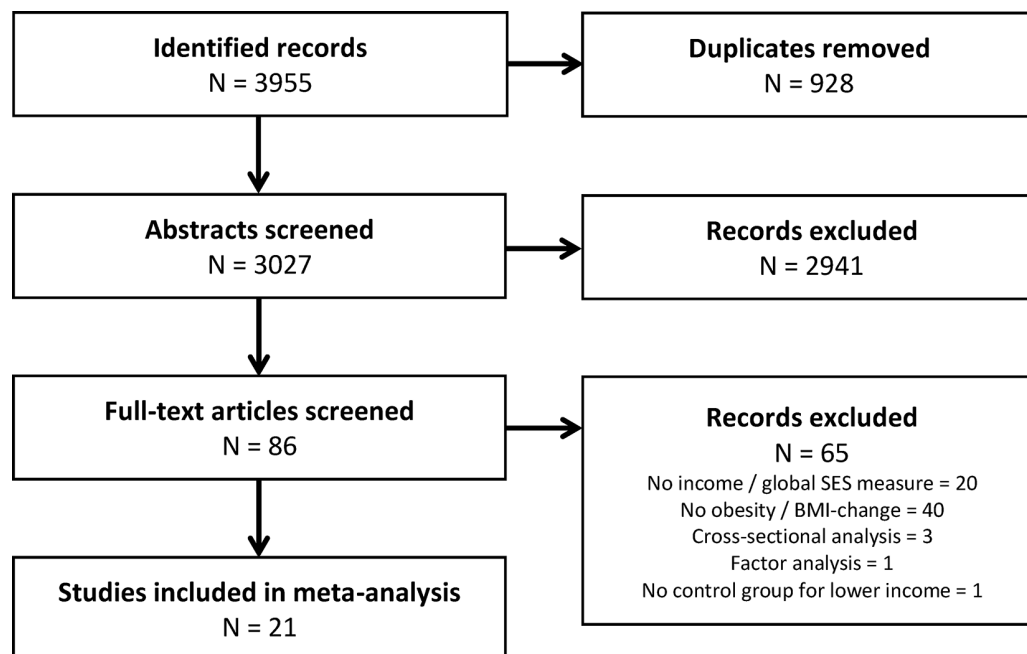 Identified records
N = 3955
Duplicates removed
N = 928
Abstracts screened
N = 3027
Records excluded
N = 2941
Full-text articles screened
N = 86
Records excluded
N = 65
No income / global SES measure = 20
No obesity / BMI-change = 40
Cross-sectional analysis = 3
Factor analysis = 1
No control group for lower income = 1
Studies included in meta-analysis
N = 21